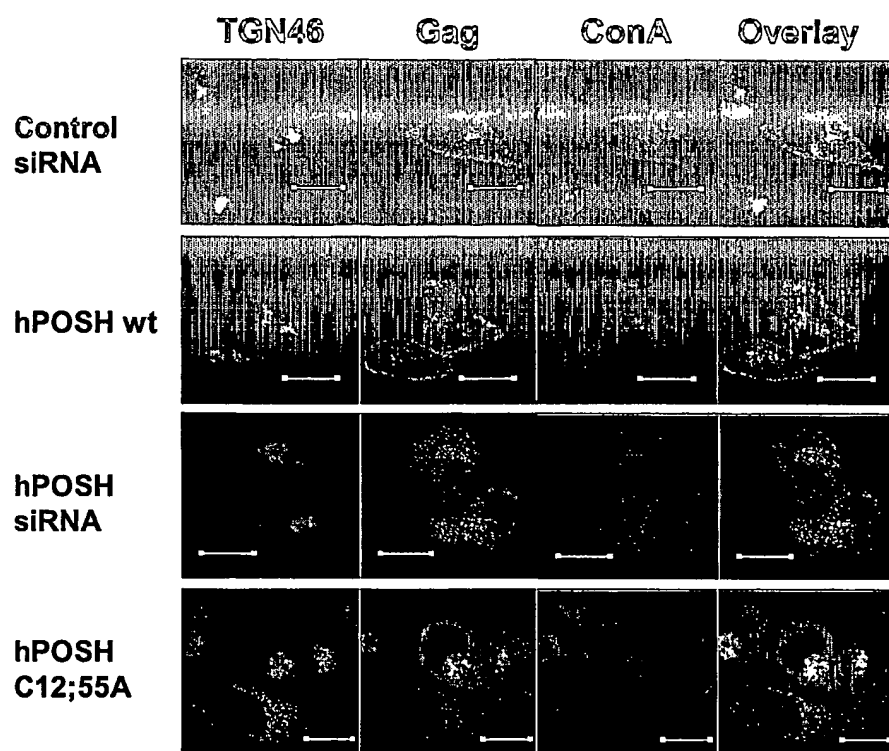 TGN46 Gag ConA Overlay
Control
siRNA
hPOSH wt
hPOSH
siRNA
hPOSH
C12;55A